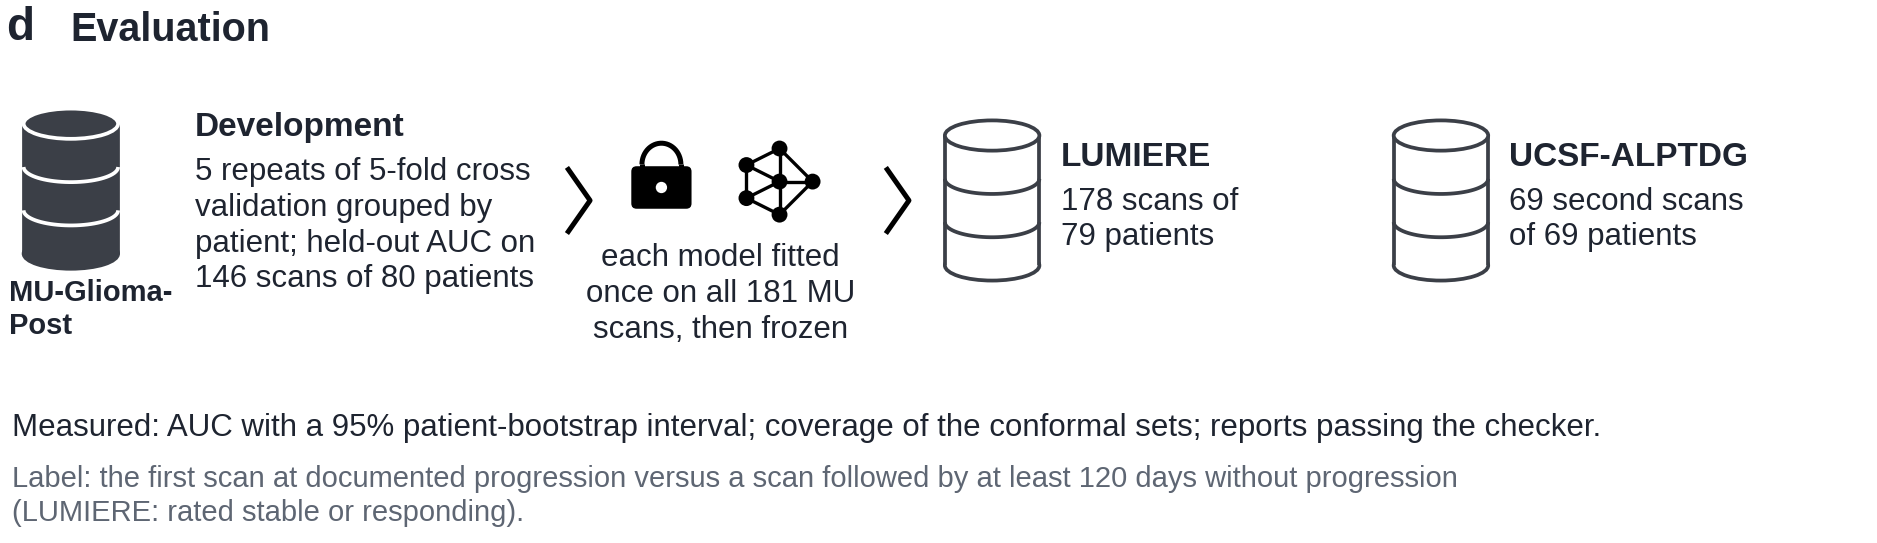 d Evaluation
Development
5 repeats of 5-fold cross
validation grouped by
patient; held-out AUC on
146 scans of 80 patients
MU-Glioma-
Post
each model fitted
once on all 181 MU
scans, then frozen
LUMIERE
178 scans of
79 patients
UCSF-ALPTDG
69 second scans
of 69 patients
Measured: AUC with a 95% patient-bootstrap interval; coverage of the conformal sets; reports passing the checker.
Label: the first scan at documented progression versus a scan followed by at least 120 days without progression
(LUMIERE: rated stable or responding).